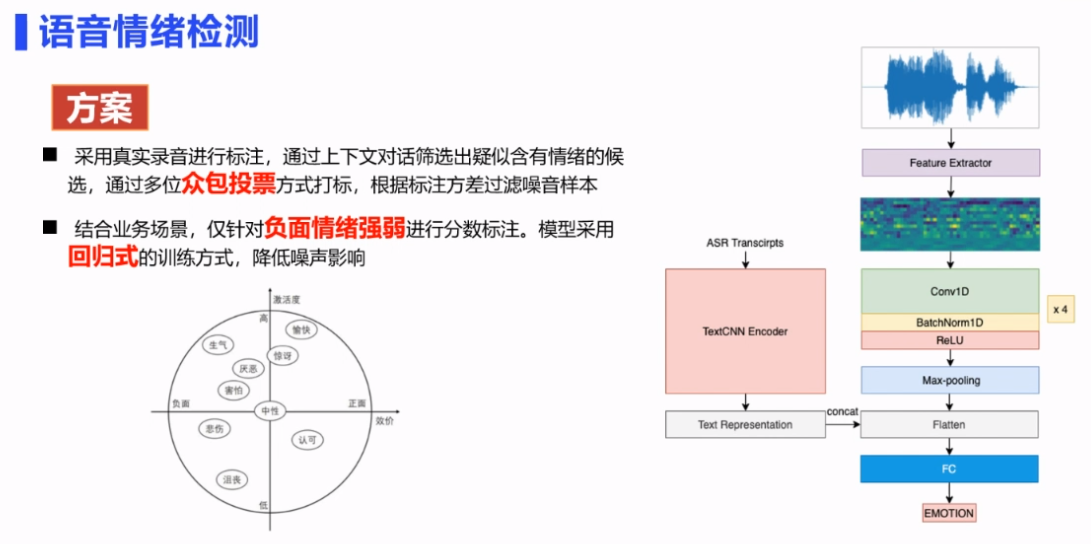 语音情绪检测
方案
采用真实录音进行标注，通过上下文对话筛选出疑似含有情绪的候
选，通过多位众包投票方式打标，根据标注方差过滤噪音样本
结合业务场景，仅针对负面情绪强弱进行分数标注。模型采用
回归式的训练方式，降低噪声影响
激活度
高
愉快
生气
惊讶
厌恶
害怕
负面
中性
正面
效价
悲伤
认可
沮丧
低
Feature Extractor
ASR Transcirpts
TextCNN Encoder
Conv1D
x 4
BatchNorm1D
ReLU
Max-pooling
Text Representation
concat
Flatten
FC
EMOTION